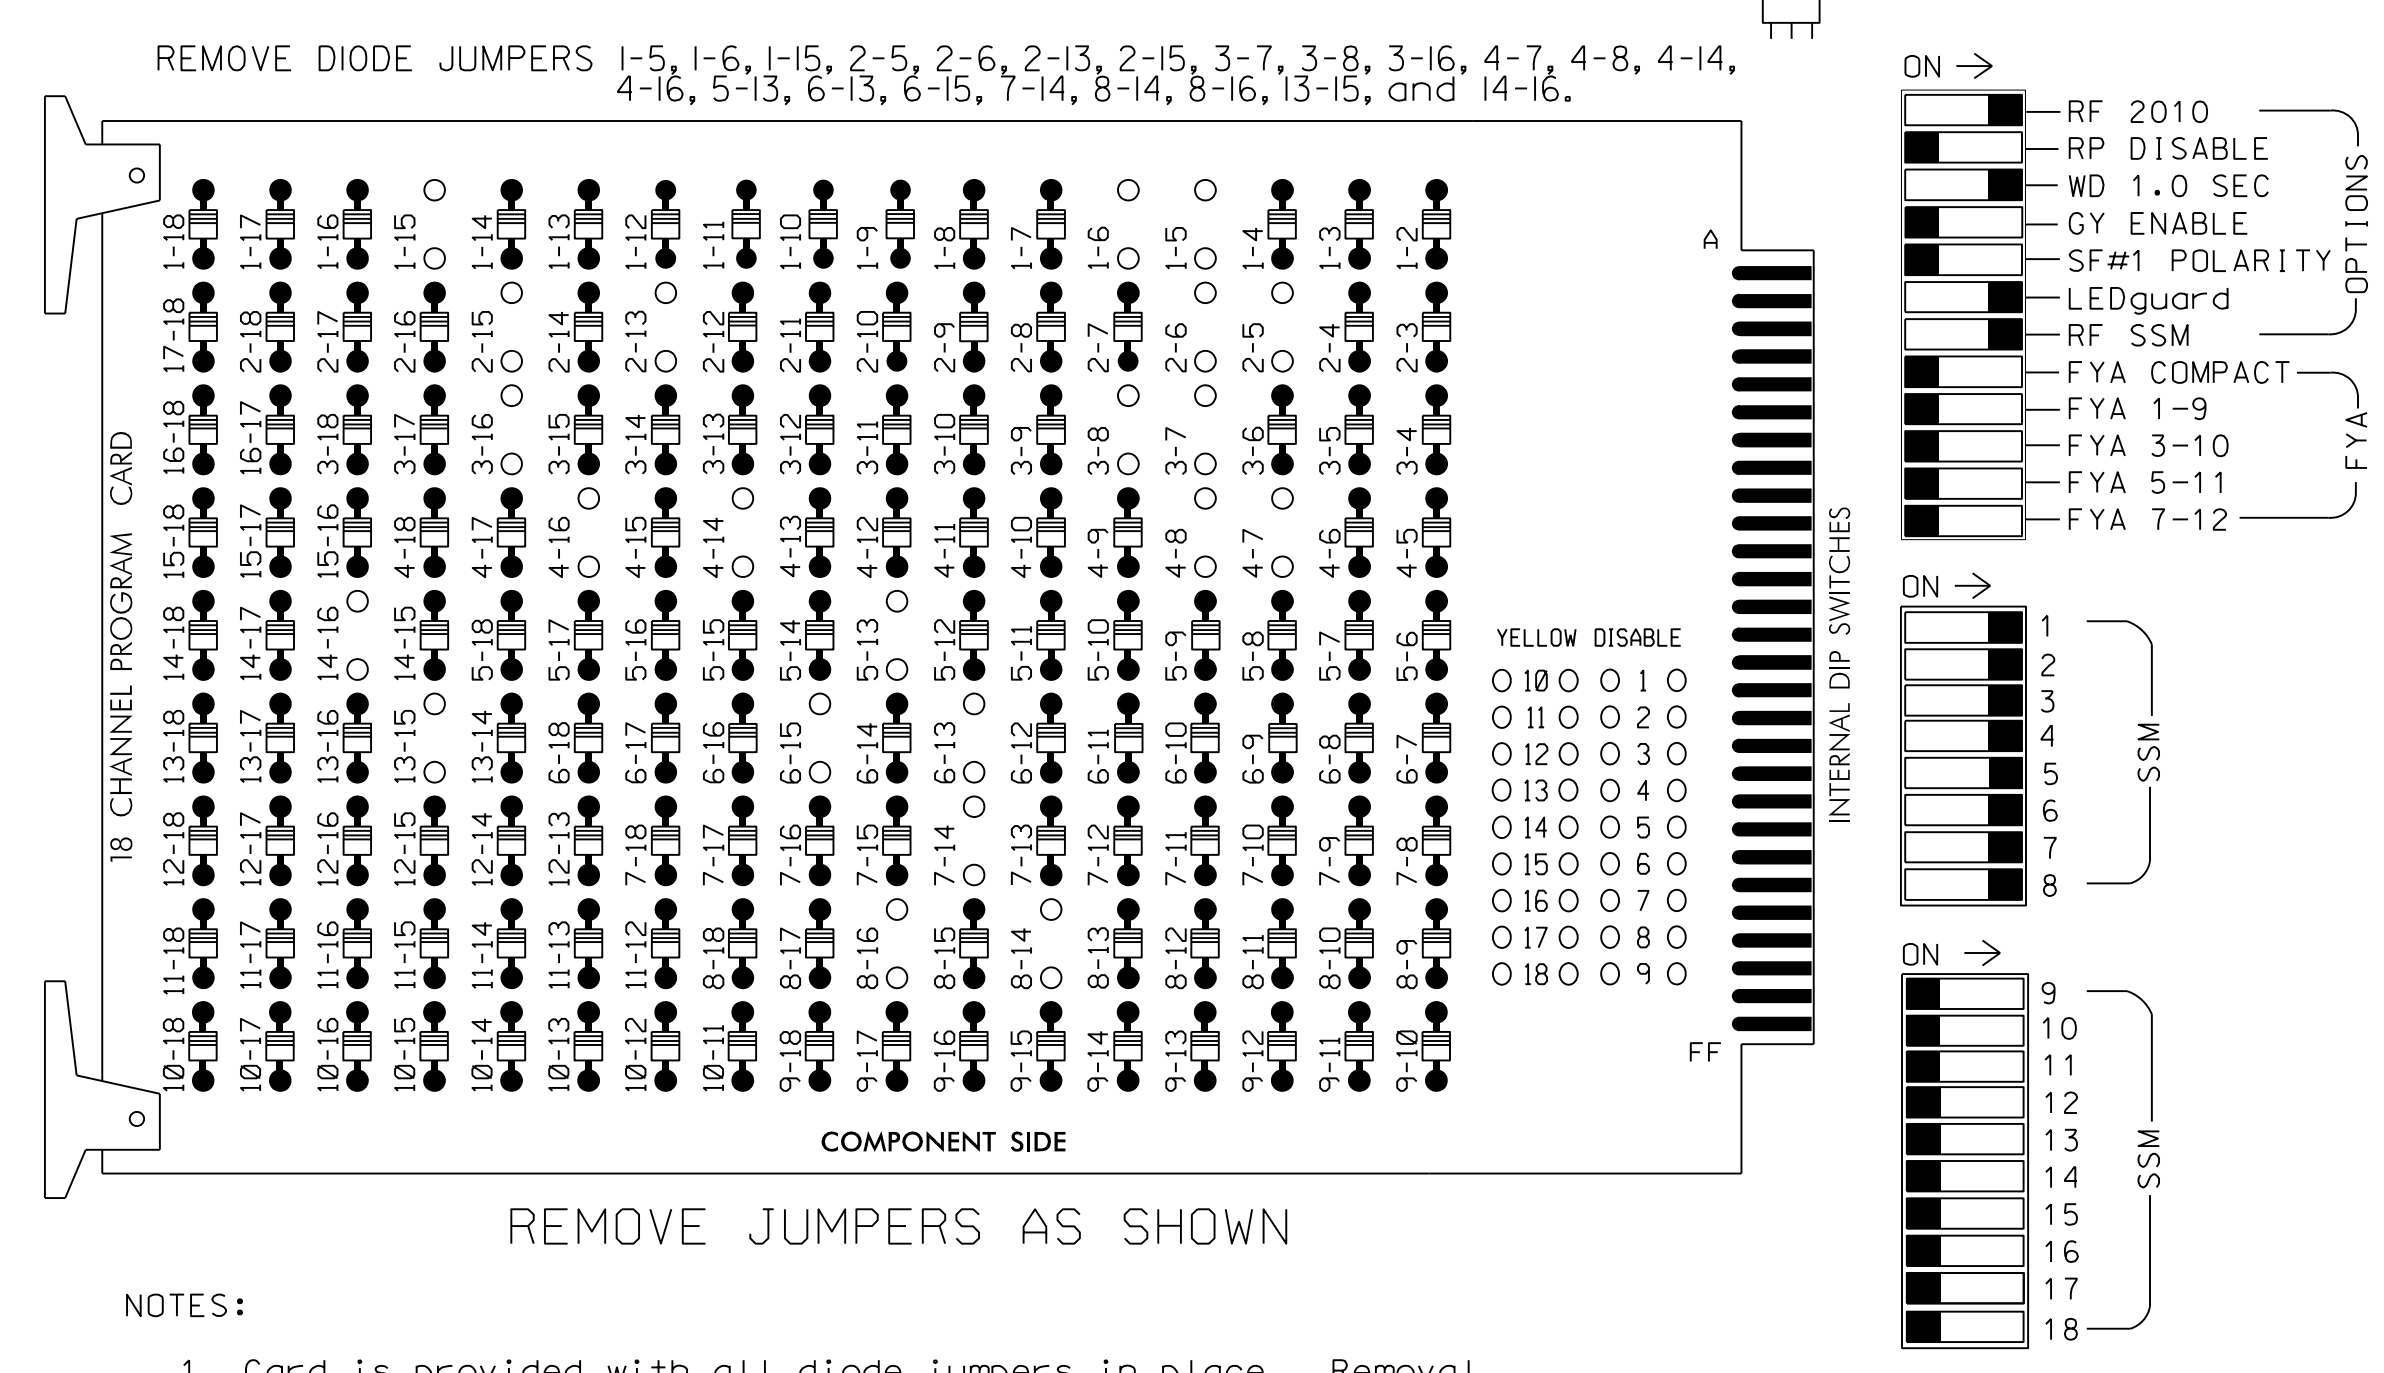 REMOVE DIODE JUMPERS 1-5, 1-6, 1-15, 2-5, 2-6, 2-13, 2-15, 3-7, 3-8, 3-16, 4-7, 4-8, 4-14,
4-16, 5-13, 6-13, 6-15, 7-14, 8-14, 8-16, 13-15, and 14-16.
18 CHANNEL PROGRAM CARD
1-18 1-17 1-16 1-15 1-14 1-13 1-12 1-11 1-10 1-9 1-8 1-7 1-6 1-5 1-4 1-3 1-2
17-18 2-18 2-17 2-16 2-15 2-14 2-13 2-12 2-11 2-10 2-9 2-8 2-7 2-6 2-5 2-4 2-3
16-18 16-17 3-18 3-17 3-16 3-15 3-14 3-13 3-12 3-11 3-10 3-9 3-8 3-7 3-6 3-5 3-4
15-18 15-17 15-16 4-18 4-17 4-16 4-15 4-14 4-13 4-12 4-11 4-10 4-9 4-8 4-7 4-6 4-5
14-18 14-17 14-16 14-15 5-18 5-17 5-16 5-15 5-14 5-13 5-12 5-11 5-10 5-9 5-8 5-7 5-6
13-18 13-17 13-16 13-15 13-14 6-18 6-17 6-16 6-15 6-14 6-13 6-12 6-11 6-10 6-9 6-8 6-7
12-18 12-17 12-16 12-15 12-14 12-13 7-18 7-17 7-16 7-15 7-14 7-13 7-12 7-11 7-10 7-9 7-8
11-18 11-17 11-16 11-15 11-14 11-13 11-12 8-18 8-17 8-16 8-15 8-14 8-13 8-12 8-11 8-10 8-9
10-18 10-17 10-16 10-15 10-14 10-13 10-12 10-11 9-18 9-17 9-16 9-15 9-14 9-13 9-12 9-11 9-10
A
FF
YELLOW DISABLE
10 1
11 2
12 3
13 4
14 5
15 6
16 7
17 8
18 9
COMPONENT SIDE
REMOVE JUMPERS AS SHOWN
INTERNAL DIP SWITCHES
ON
RF 2010
RP DISABLE
WD 1.0 SEC
GY ENABLE
SF#1 POLARITY
LEDguard
RF SSM
OPTIONS
FYA COMPACT
FYA 1-9
FYA 3-10
FYA 5-11
FYA 7-12
FYA
ON
1
2
3
4
5
6
7
8
SSM
ON
9
10
11
12
13
14
15
16
17
18
SSM
NOTES:
1. Card is provided with all diode jumpers in place. Removal